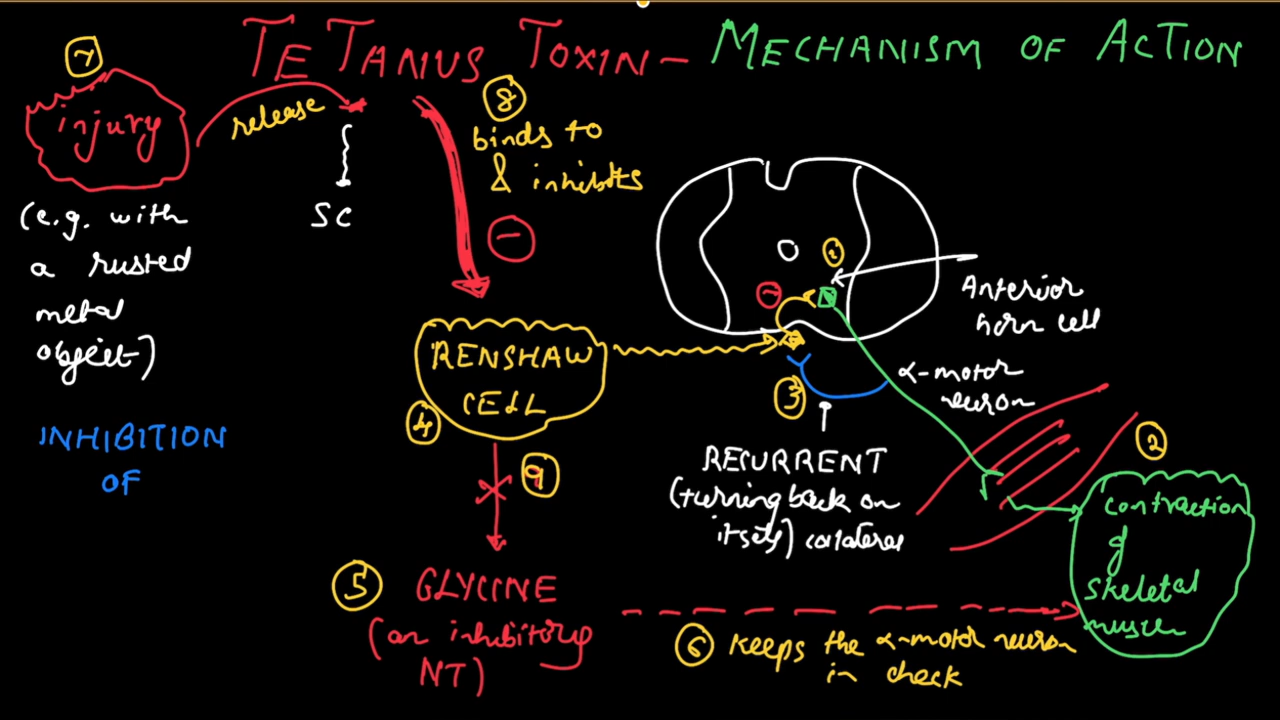 TETANUS TOXIN - MECHANISM OF ACTION
7
injury
release
SC
(e.g. with
a rusted
metal
object)
8
binds to
& inhibits
−
RENSHAW
CELL
4
9
INHIBITION
OF
5
GLYCINE
(an inhibitory
NT)
6 Keeps the α-motor neuron
in check
1
−
Anterior
horn cell
α-motor
neuron
3
RECURRENT
(turning back on
itself) collateral
2
contraction
of
skeletal
muscle